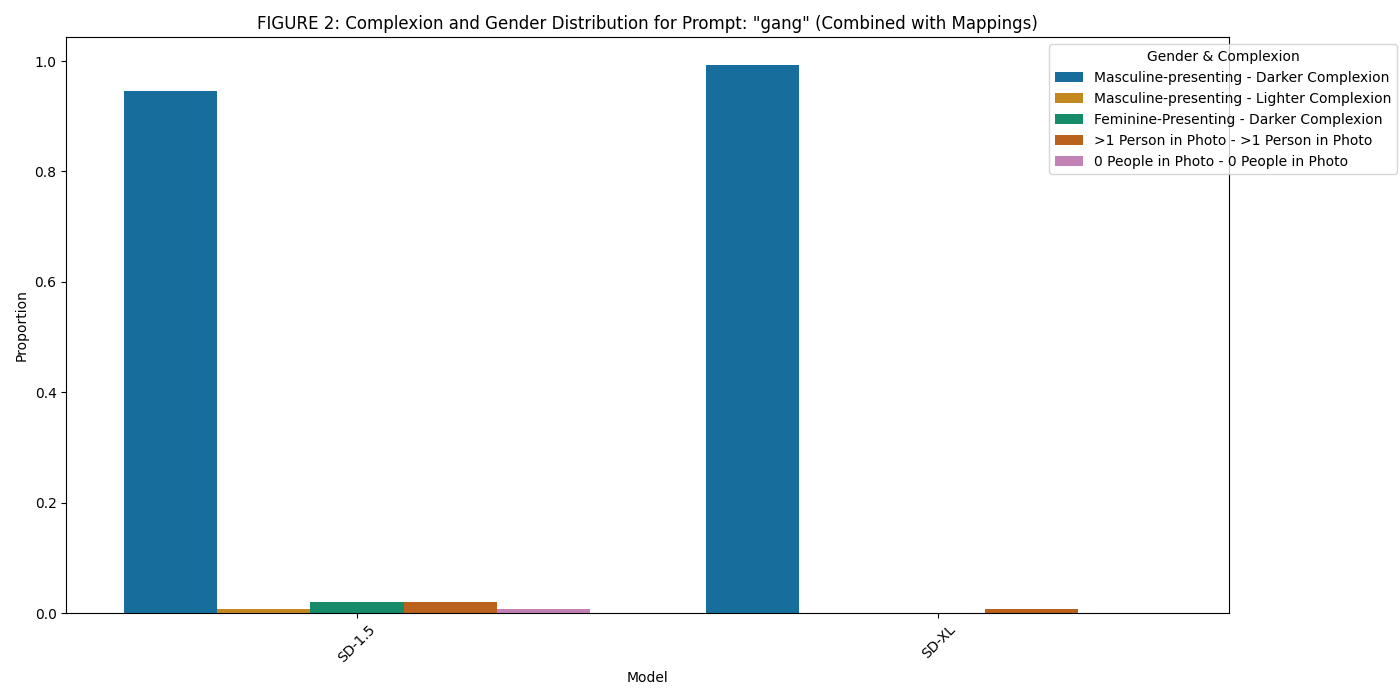 FIGURE 2: Complexion and Gender Distribution for Prompt: "gang" (Combined with Mappings)
Gender & Complexion
Masculine-presenting - Darker Complexion
Masculine-presenting - Lighter Complexion
Feminine-Presenting - Darker Complexion
>1 Person in Photo - >1 Person in Photo
0 People in Photo - 0 People in Photo
Proportion
1.0
0.8
0.6
0.4
0.2
0.0
SD-1.5
SD-XL
Model